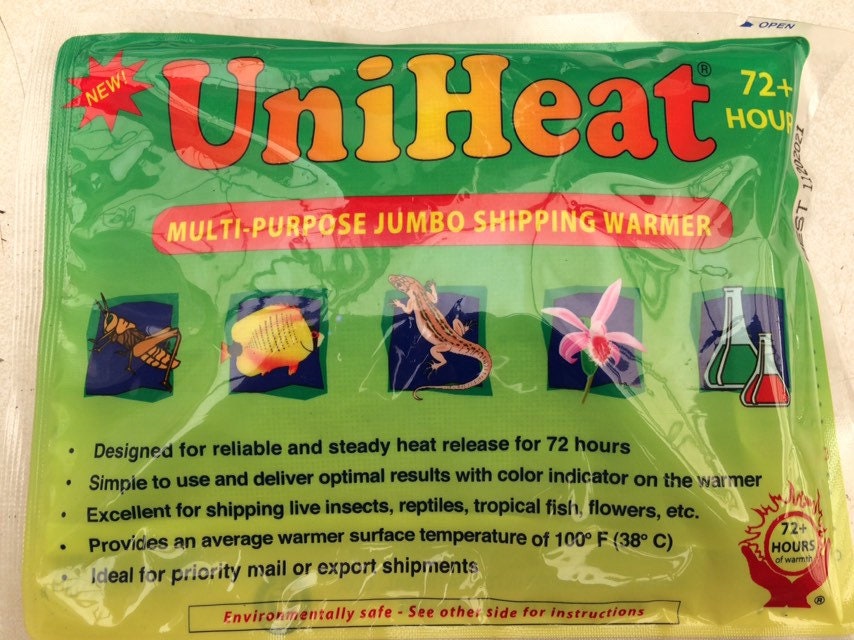 OPEN
NEW!
UniHeat®
72+
HOUR
MULTI-PURPOSE JUMBO SHIPPING WARMER
• Designed for reliable and steady heat release for 72 hours
• Simple to use and deliver optimal results with color indicator on the warmer
• Excellent for shipping live insects, reptiles, tropical fish, flowers, etc.
• Provides an average warmer surface temperature of 100º F (38º C)
• Ideal for priority mail or export shipments
72+
HOURS
of warmth
®
Environmentally safe - See other side for instructions